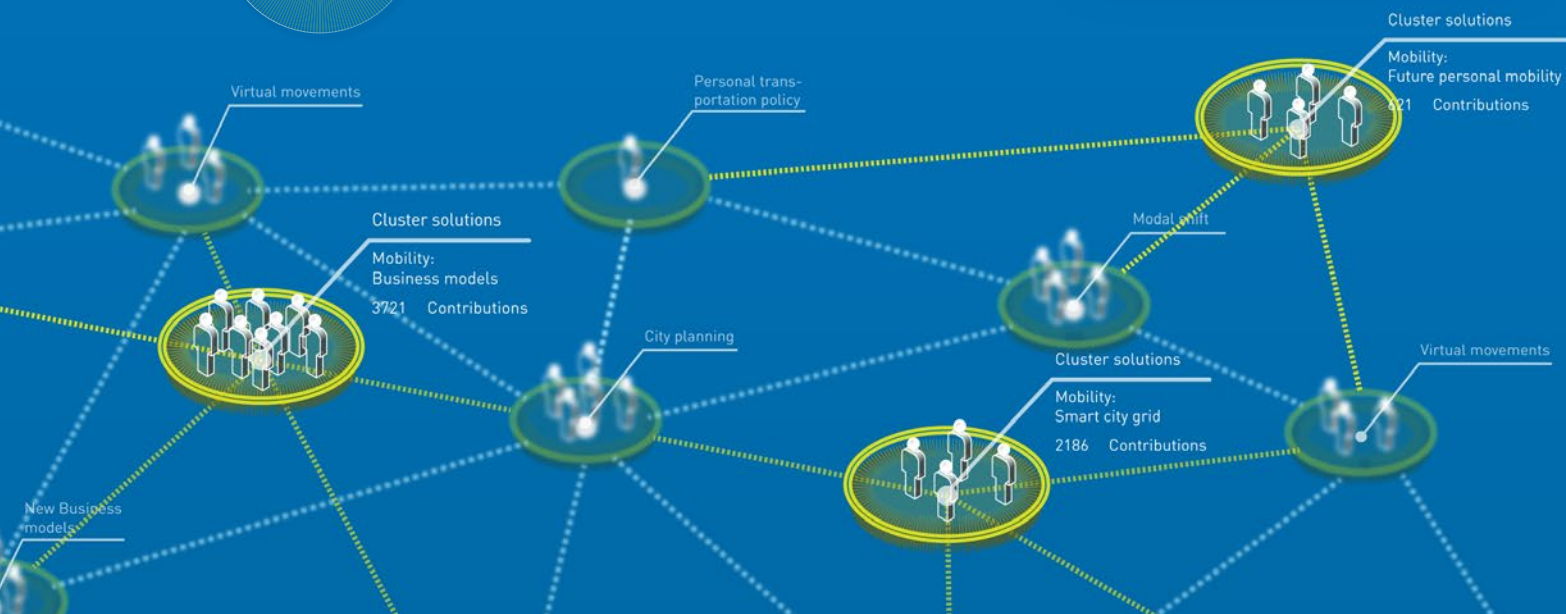 Cluster solutions
Mobility:
Future personal mobility
621 Contributions
Virtual movements
Personal trans-
portation policy
Cluster solutions
Mobility:
Business models
3721 Contributions
Modal shift
City planning
Cluster solutions
Mobility:
Smart city grid
2186 Contributions
Virtual movements
New Business
models